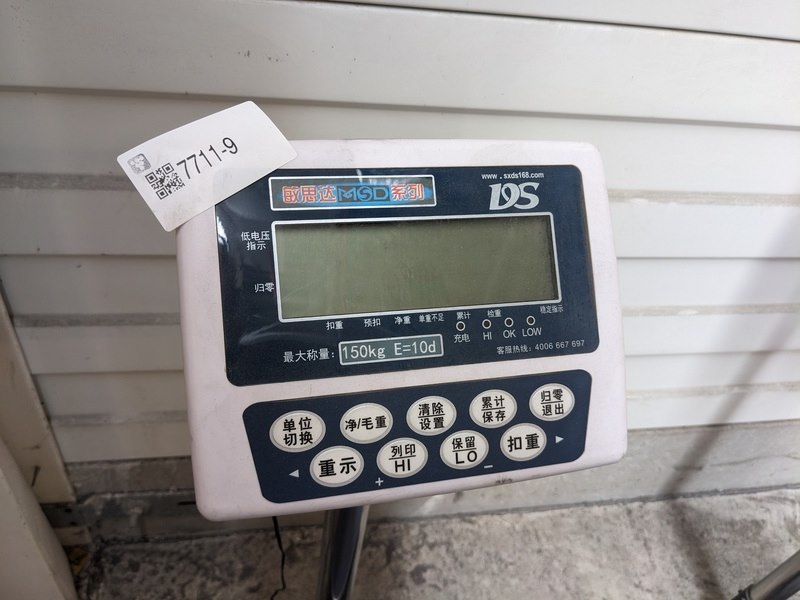 7711-9
敏思达MSD系列
www.sxds168.com
DS
低电压
指示
归零
扣重 预扣 净重 单重不足 累计 检重 稳定指示
充电 HI OK LOW
最大称量: 150kg E=10d
客服热线: 4006 667 697
单位
切换
净/毛重
清除
设置
累计
保存
归零
退出
◄ 重示
+
列印
HI
保留
LO
−
扣重 ►